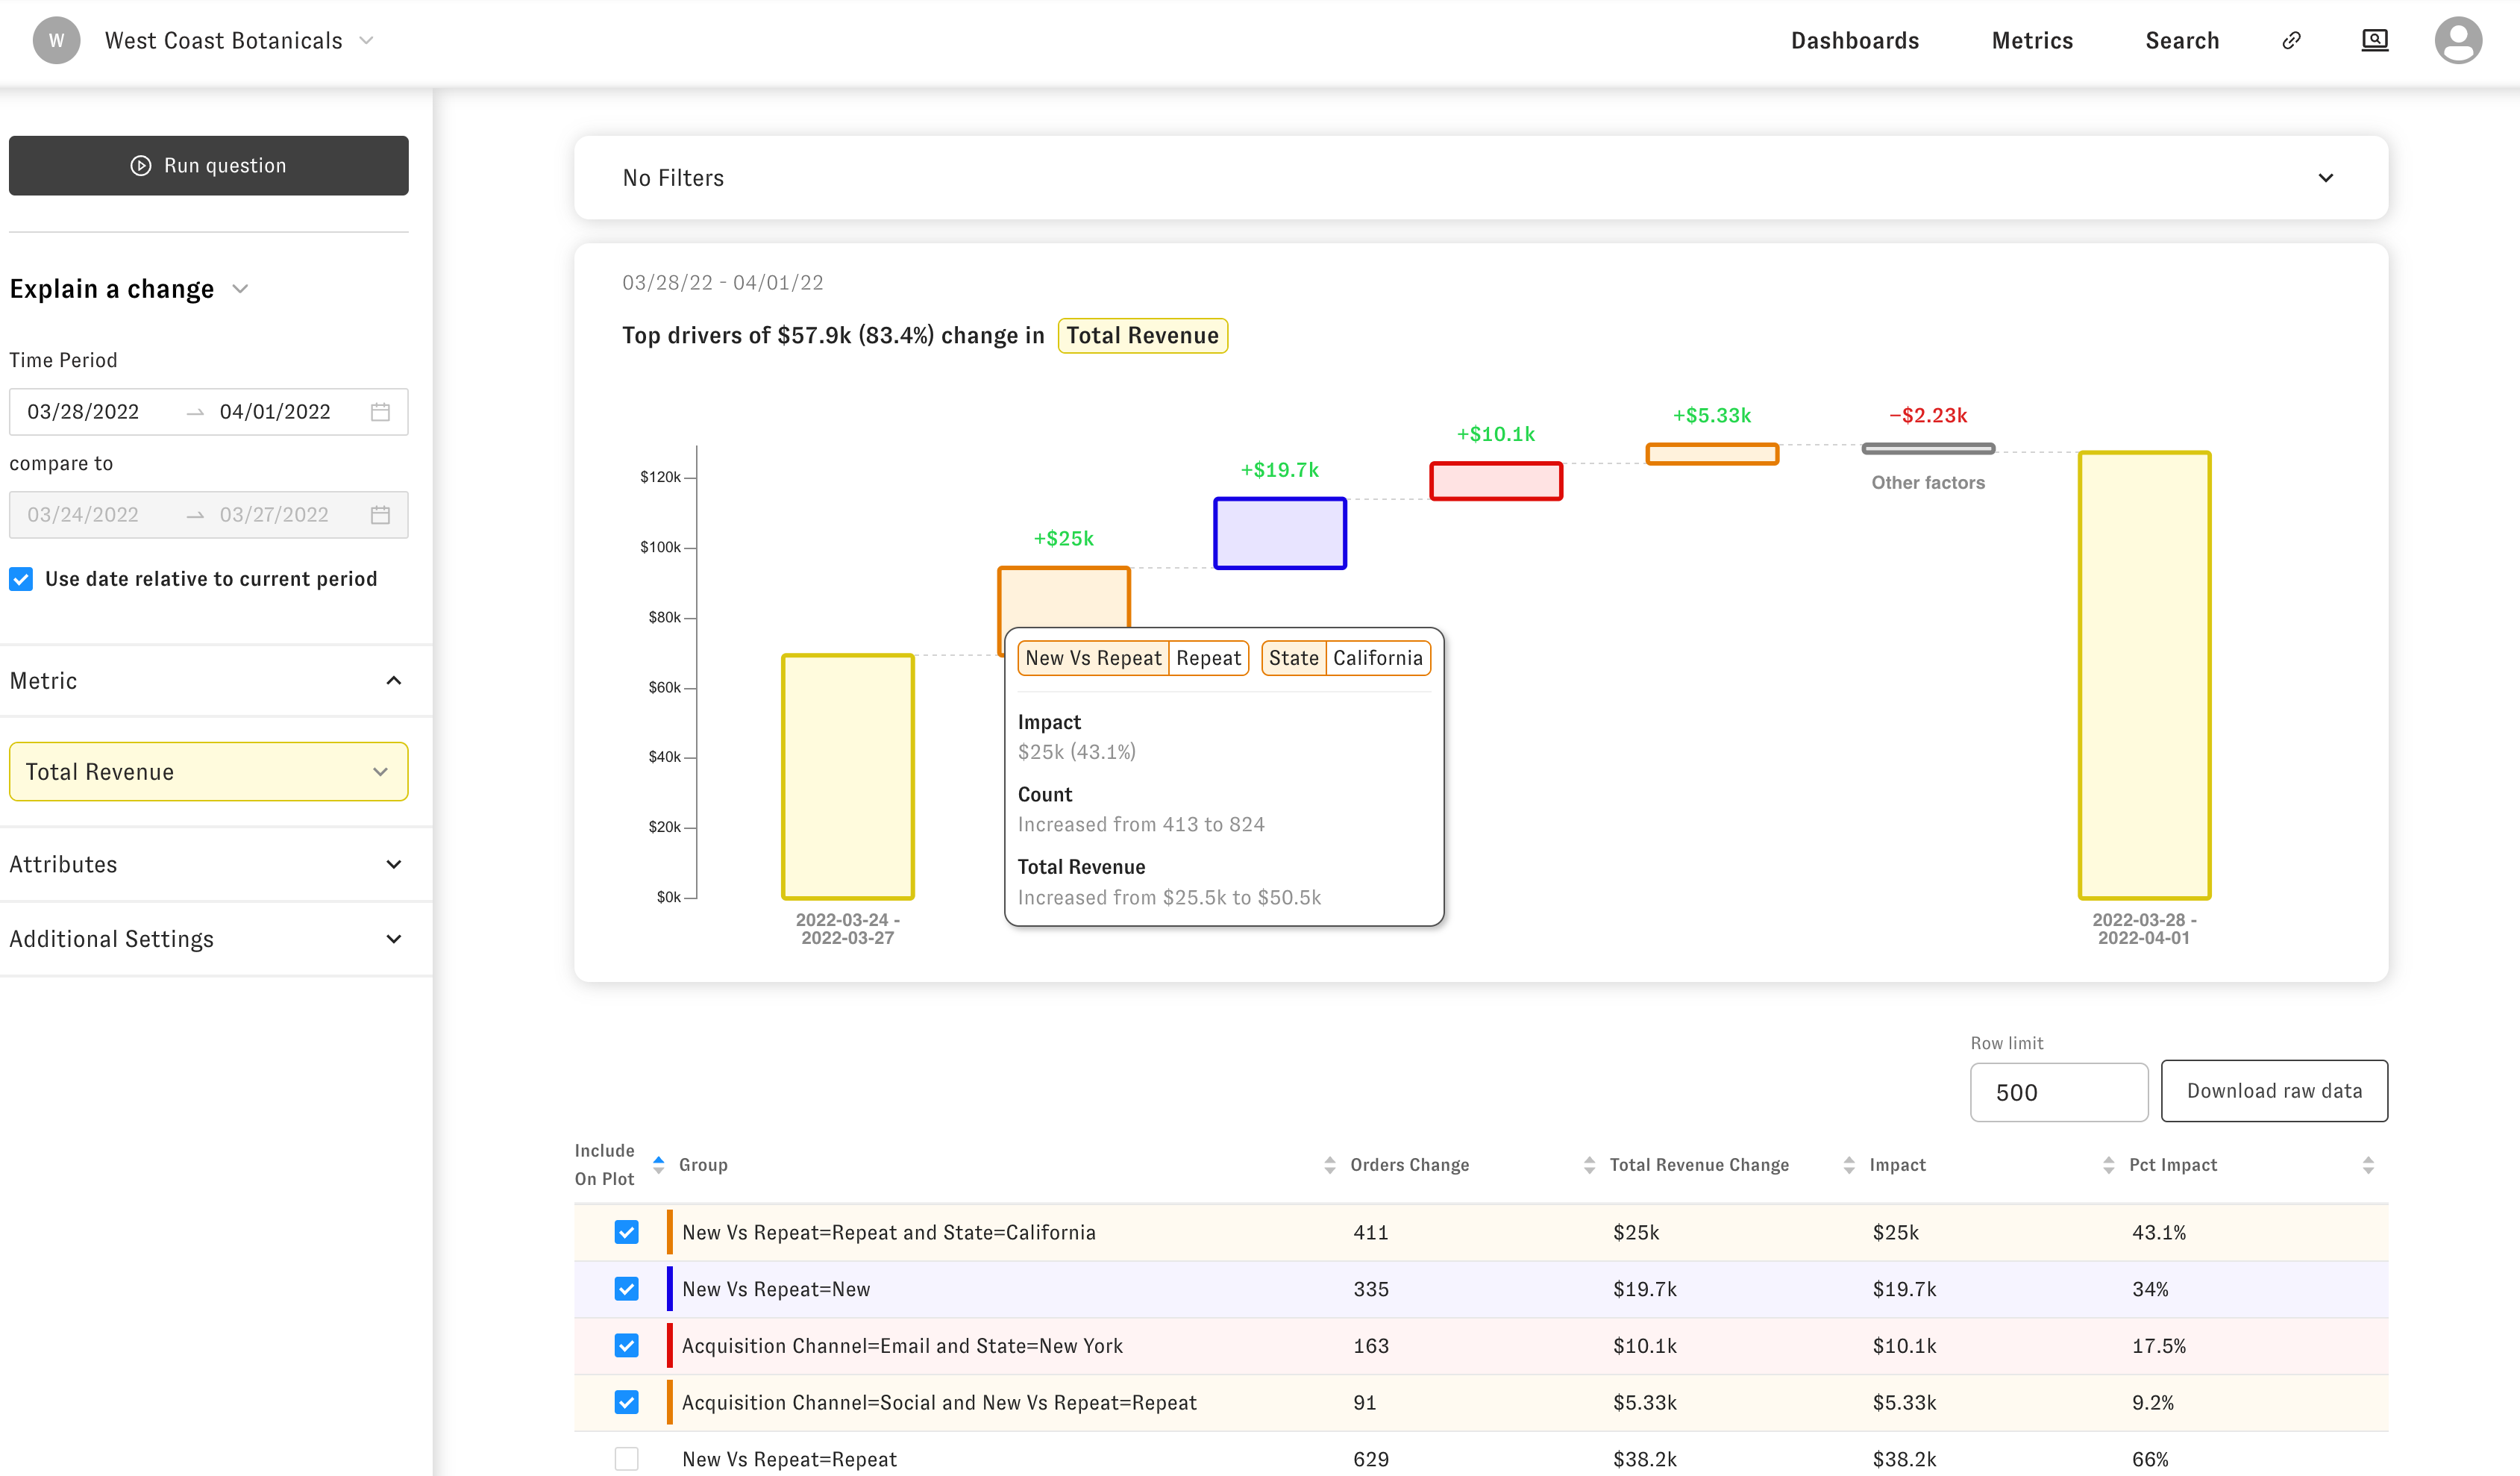 W
West Coast Botanicals
Dashboards
Metrics
Search
Run question
Explain a change
Time Period
03/28/2022
04/01/2022
compare to
03/24/2022
03/27/2022
Use date relative to current period
Metric
Total Revenue
Attributes
Additional Settings
No Filters
03/28/22 - 04/01/22
Top drivers of $57.9k (83.4%) change in Total Revenue
$120k
$100k
$80k
$60k
$40k
$20k
$0k
+$25k
+$19.7k
+$10.1k
+$5.33k
−$2.23k
Other factors
2022-03-24 -
2022-03-27
2022-03-28 -
2022-04-01
New Vs Repeat Repeat State California
Impact
$25k (43.1%)
Count
Increased from 413 to 824
Total Revenue
Increased from $25.5k to $50.5k
Row limit
500
Download raw data
Include
On Plot
Group
Orders Change
Total Revenue Change
Impact
Pct Impact
New Vs Repeat=Repeat and State=California 411 $25k $25k 43.1%
New Vs Repeat=New 335 $19.7k $19.7k 34%
Acquisition Channel=Email and State=New York 163 $10.1k $10.1k 17.5%
Acquisition Channel=Social and New Vs Repeat=Repeat 91 $5.33k $5.33k 9.2%
New Vs Repeat=Repeat 629 $38.2k $38.2k 66%